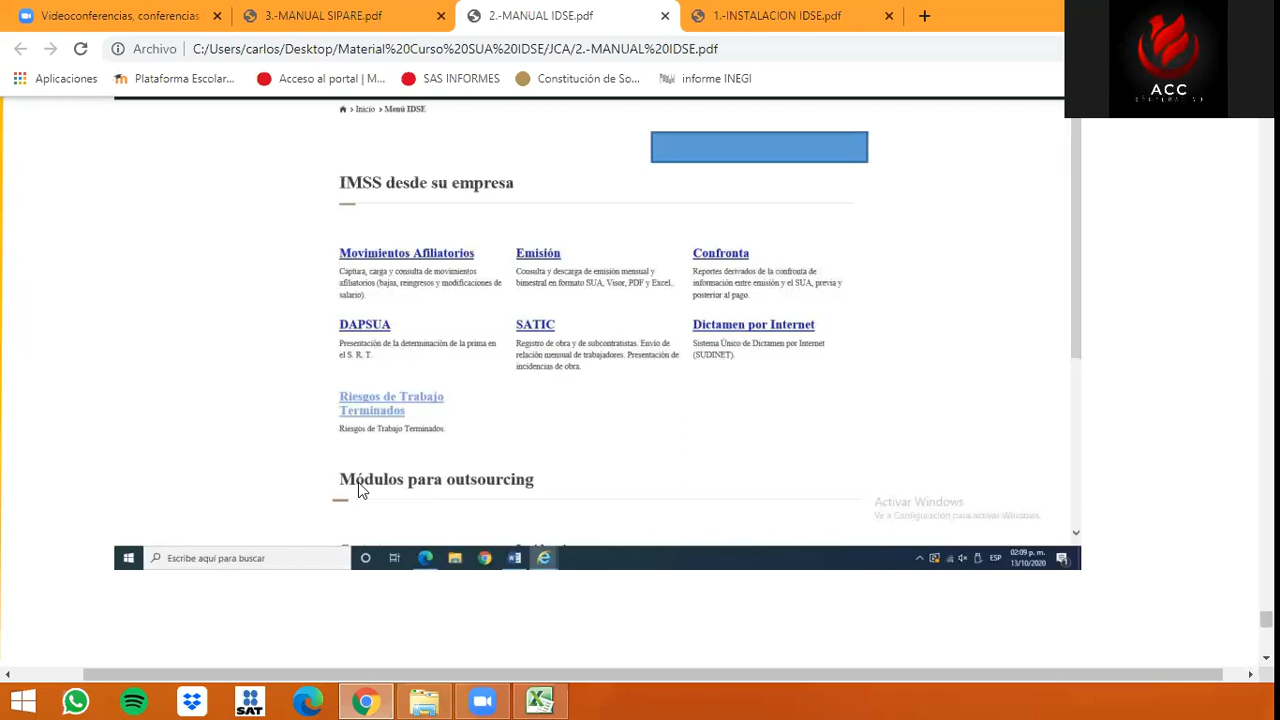 Videoconferencias, conferencias
3.-MANUAL SIPARE.pdf
2.-MANUAL IDSE.pdf
1.-INSTALACION IDSE.pdf
Archivo
C:/Users/carlos/Desktop/Material%20Curso%20SUA%20IDSE/JCA/2.-MANUAL%20IDSE.pdf
Aplicaciones
Plataforma Escolar...
Acceso al portal | M...
SAS INFORMES
Constitución de So...
informe INEGI
ACC
> Inicio > Menú IDSE
IMSS desde su empresa
Movimientos Afiliatorios
Captura, carga y consulta de movimientos
afiliatorios (bajas, reingresos y modificaciones de
salario).
Emisión
Consulta y descarga de emisión mensual y
bimestral en formato SUA, Visor, PDF y Excel.
Confronta
Reportes derivados de la confronta de
información entre emisión y el SUA, previa y
posterior al pago.
DAPSUA
Presentación de la determinación de la prima en
el S. R. T.
SATIC
Registro de obra y de subcontratistas. Envío de
relación mensual de trabajadores. Presentación de
incidencias de obra.
Dictamen por Internet
Sistema Único de Dictamen por Internet
(SUDINET).
Riesgos de Trabajo
Terminados
Riesgos de Trabajo Terminados.
Módulos para outsourcing
Activar Windows
Ve a Configuración para activar Windows.
Escribe aquí para buscar
ESP
02:09 p. m.
13/10/2020
SAT